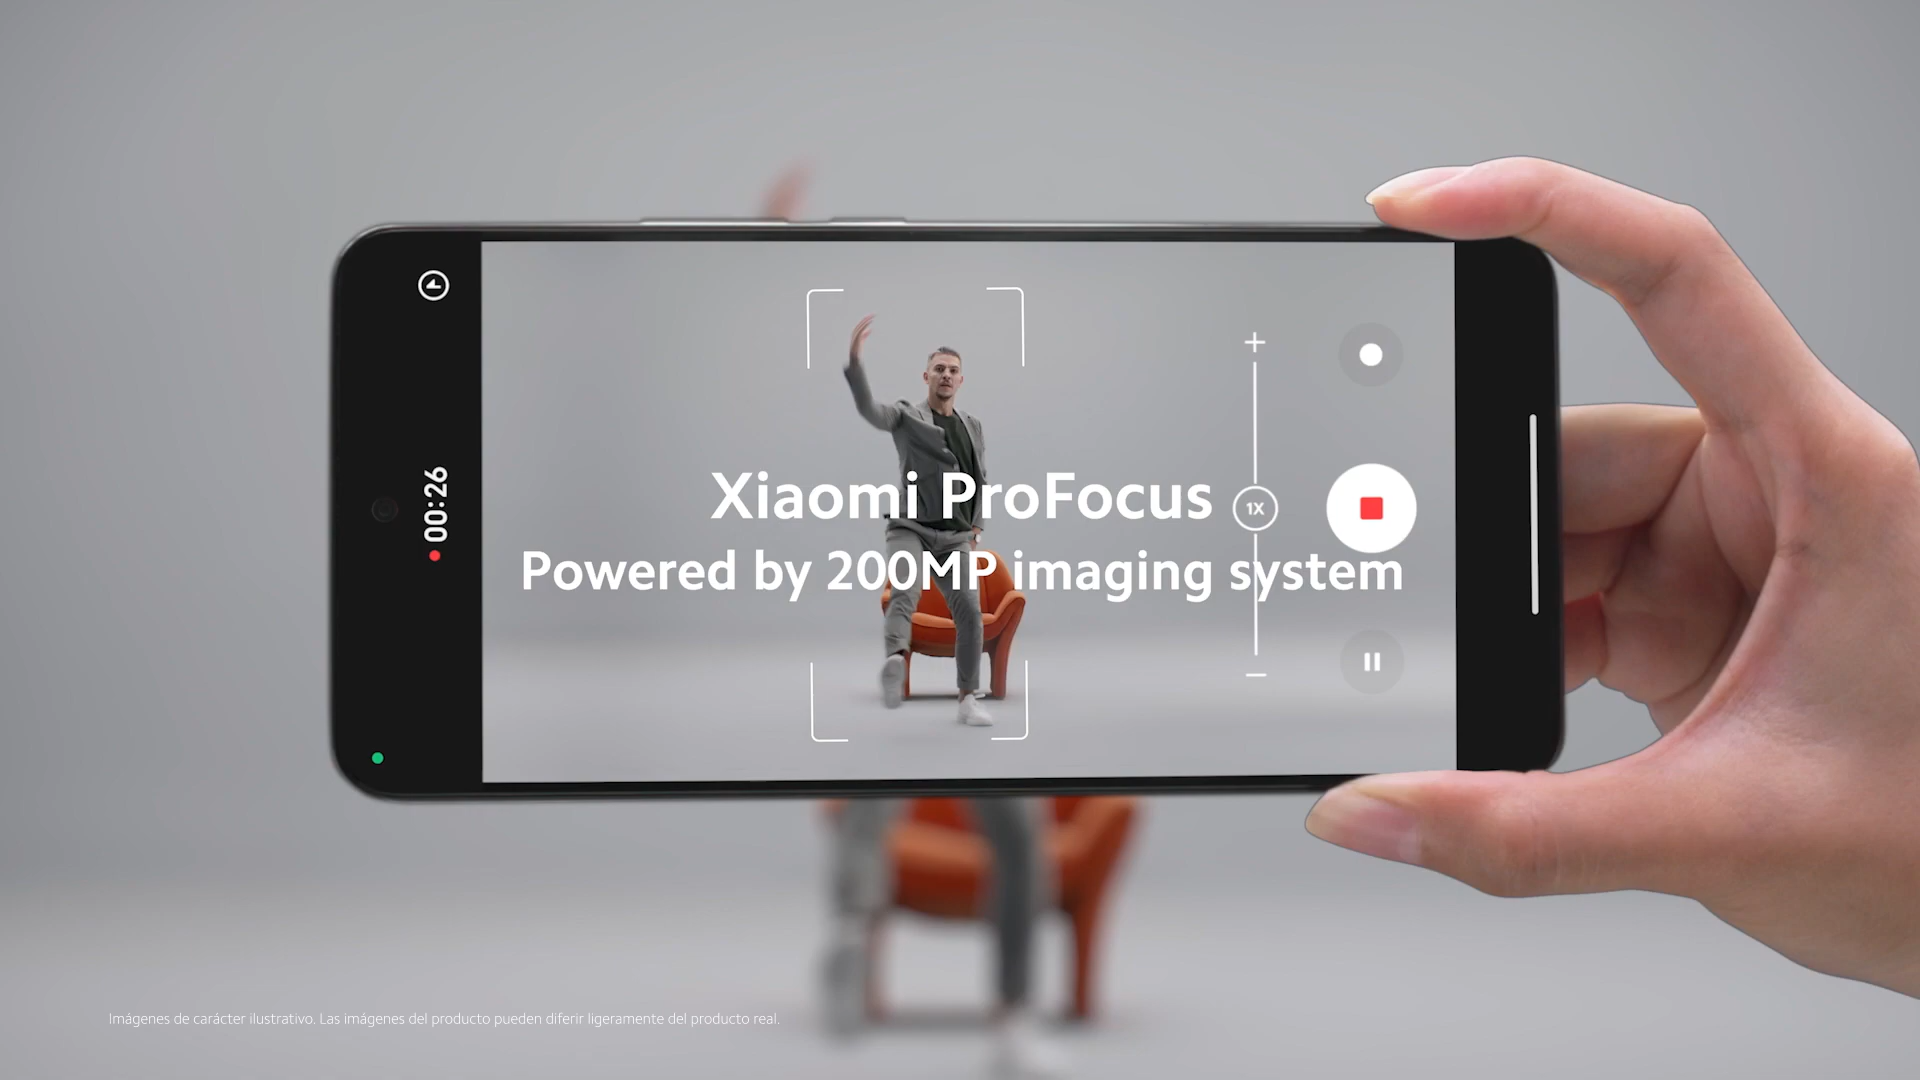 00:26
Xiaomi ProFocus
1X
Powered by 200MP imaging system
Imágenes de carácter ilustrativo. Las imágenes del producto pueden diferir ligeramente del producto real.